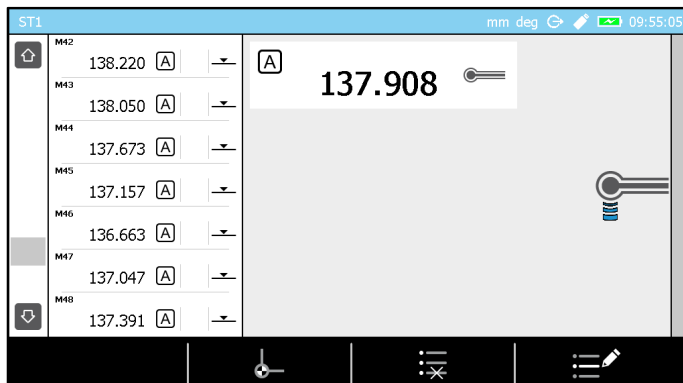 ST1
mm deg 09:55:05
M42
138.220 A
M43
138.050 A
M44
137.673 A
M45
137.157 A
M46
136.663 A
M47
137.047 A
M48
137.391 A
A
137.908